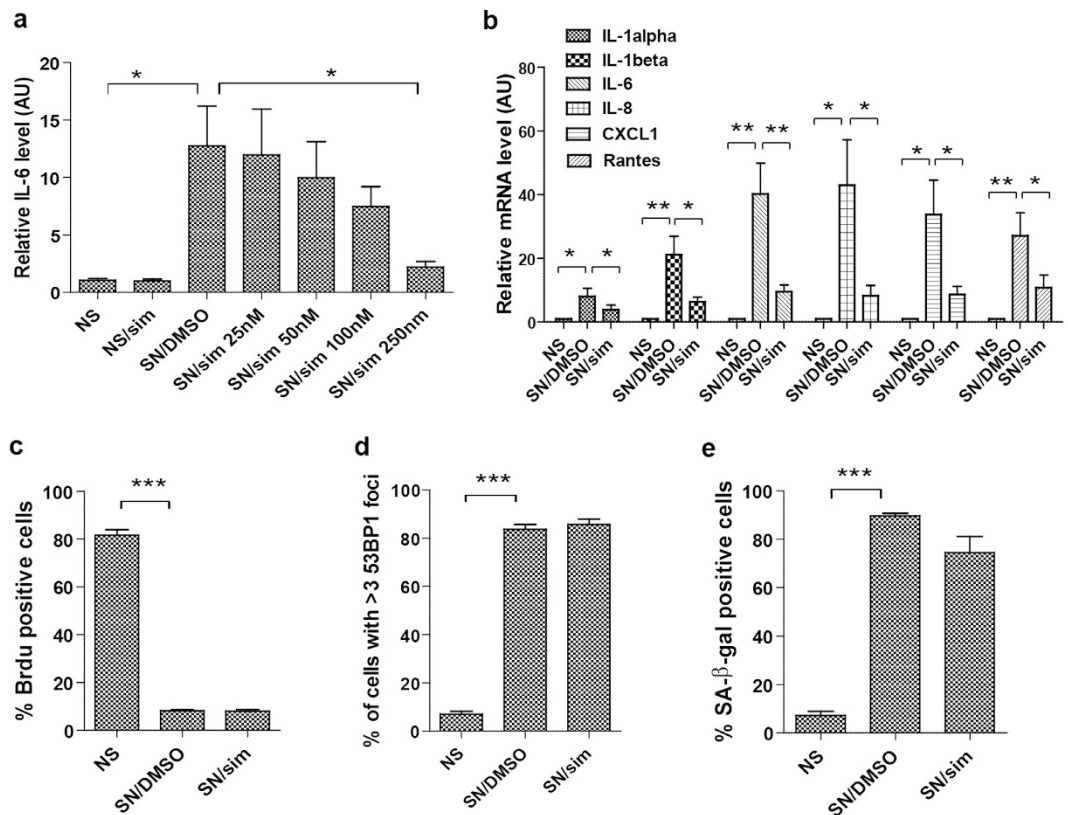 a
Relative IL-6 level (AU)
20
15
10
5
0
*
*
NS
NS/sim
SN/DMSO
SN/sim 25nM
SN/sim 50nM
SN/sim 100nM
SN/sim 250nm
b
IL-1alpha
IL-1beta
IL-6
IL-8
CXCL1
Rantes
Relative mRNA level (AU)
80
60
40
20
0
* *
** *
** **
* *
* *
** *
NS
SN/DMSO
SN/sim
NS
SN/DMSO
SN/sim
NS
SN/DMSO
SN/sim
NS
SN/DMSO
SN/sim
NS
SN/DMSO
SN/sim
NS
SN/DMSO
SN/sim
c
% Brdu positive cells
100
80
60
40
20
0
***
NS
SN/DMSO
SN/sim
d
% of cells with >3 53BP1 foci
100
80
60
40
20
0
***
NS
SN/DMSO
SN/sim
e
% SA-β-gal positive cells
100
80
60
40
20
0
***
NS
SN/DMSO
SN/sim